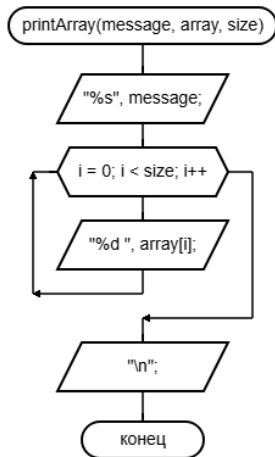 printArray(message, array, size)
"%s", message;
i = 0; i < size; i++
"%d ", array[i];
"\n";
конец